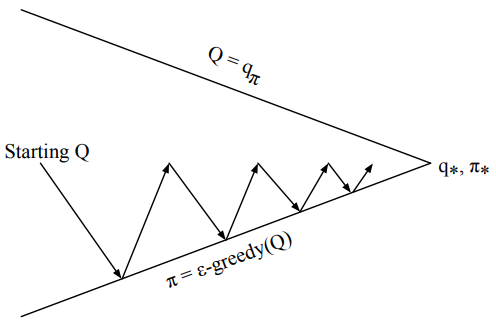 Q = qπ
Starting Q
q*, π*
π = ε-greedy(Q)